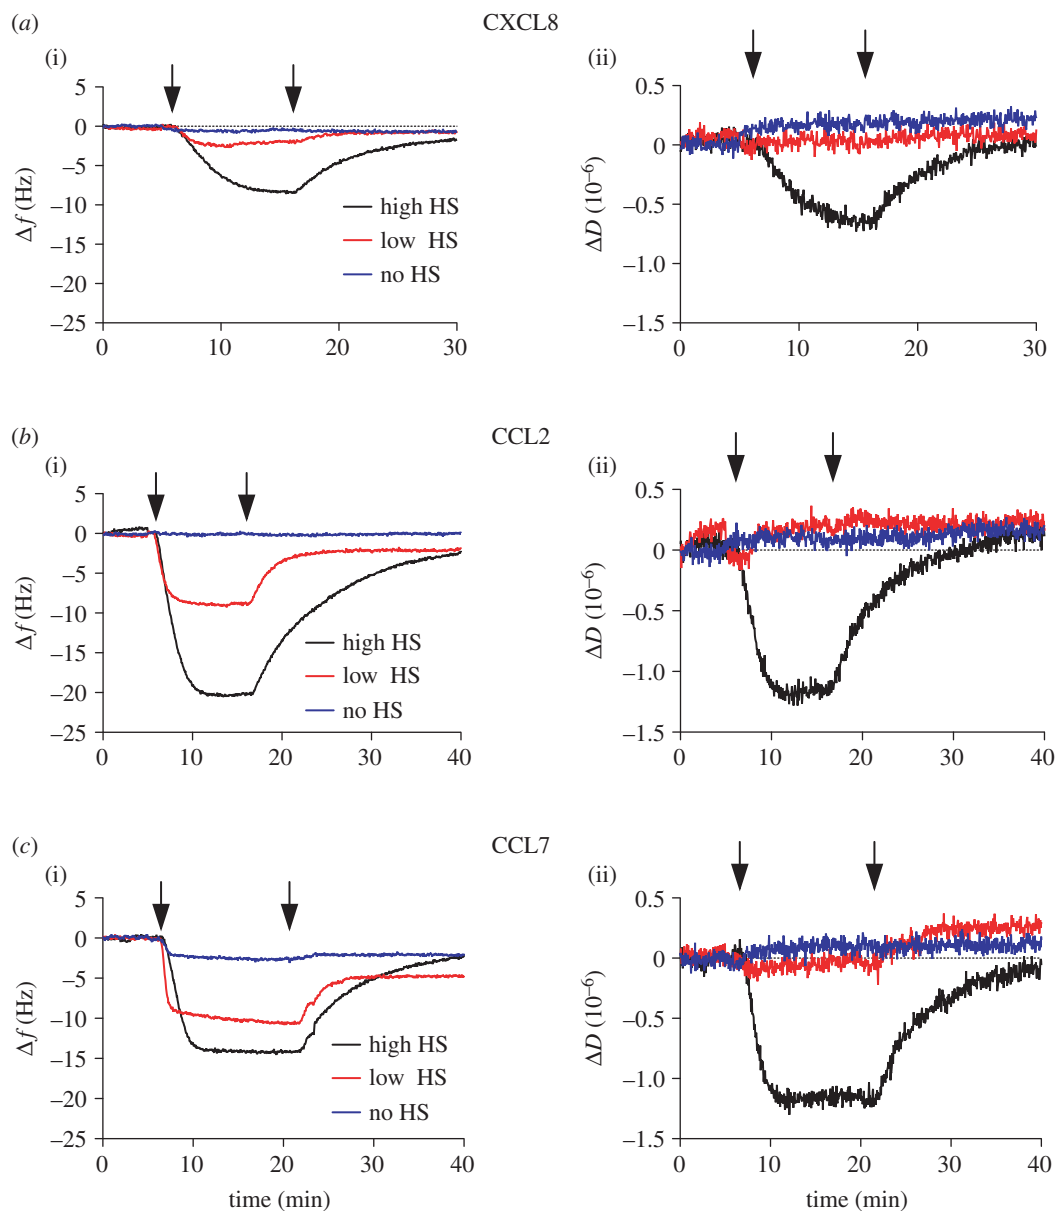 (a) CXCL8
(i)
5
0
–5
–10
–15
–20
–25
Δf (Hz)
high HS
low HS
no HS
0 10 20 30
(ii)
0.5
0
–0.5
–1.0
–1.5
ΔD (10–6)
0 10 20 30
(b) CCL2
(i)
5
0
–5
–10
–15
–20
–25
Δf (Hz)
high HS
low HS
no HS
0 10 20 30 40
(ii)
0.5
0
–0.5
–1.0
–1.5
ΔD (10–6)
0 10 20 30 40
(c) CCL7
(i)
5
0
–5
–10
–15
–20
–25
Δf (Hz)
high HS
low HS
no HS
0 10 20 30 40
time (min)
(ii)
0.5
0
–0.5
–1.0
–1.5
ΔD (10–6)
0 10 20 30 40
time (min)